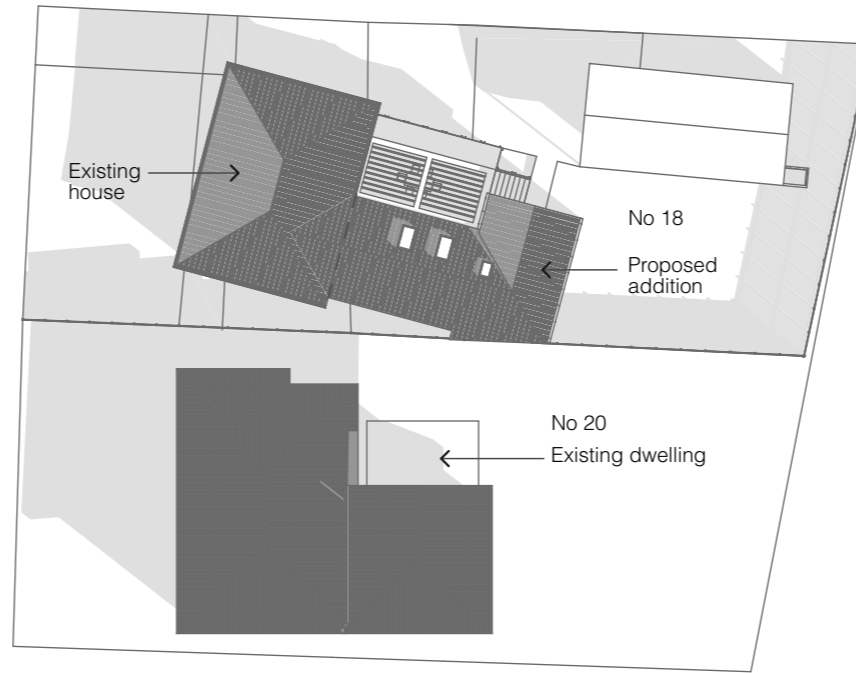 Existing
house
No 18
Proposed
addition
No 20
Existing dwelling